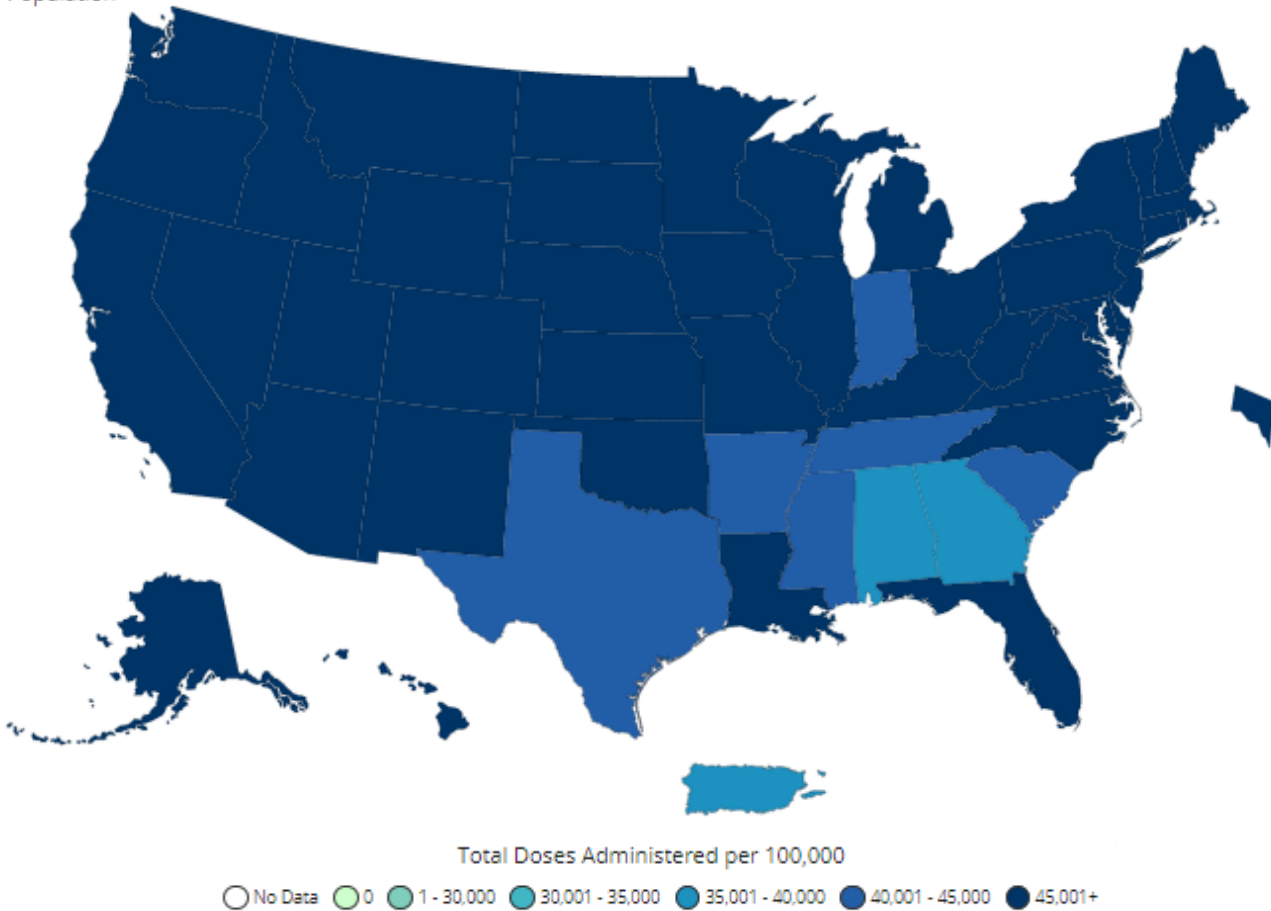 Population
Total Doses Administered per 100,000
No Data 0 1 - 30,000 30,001 - 35,000 35,001 - 40,000 40,001 - 45,000 45,001+